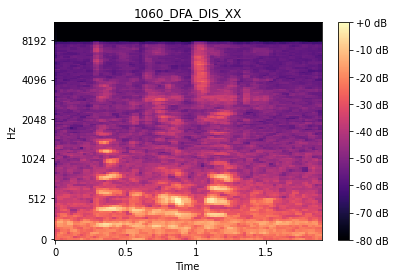 1060_DFA_DIS_XX
8192
4096
2048
1024
512
0
Hz
0
0.5
1
1.5
Time
+0 dB
-10 dB
-20 dB
-30 dB
-40 dB
-50 dB
-60 dB
-70 dB
-80 dB